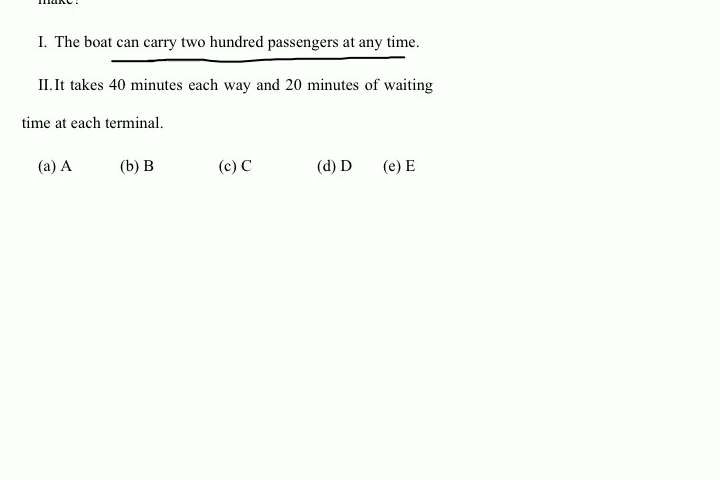 make?
I. The boat can carry two hundred passengers at any time.
II.It takes 40 minutes each way and 20 minutes of waiting
time at each terminal.
(a) A (b) B (c) C (d) D (e) E